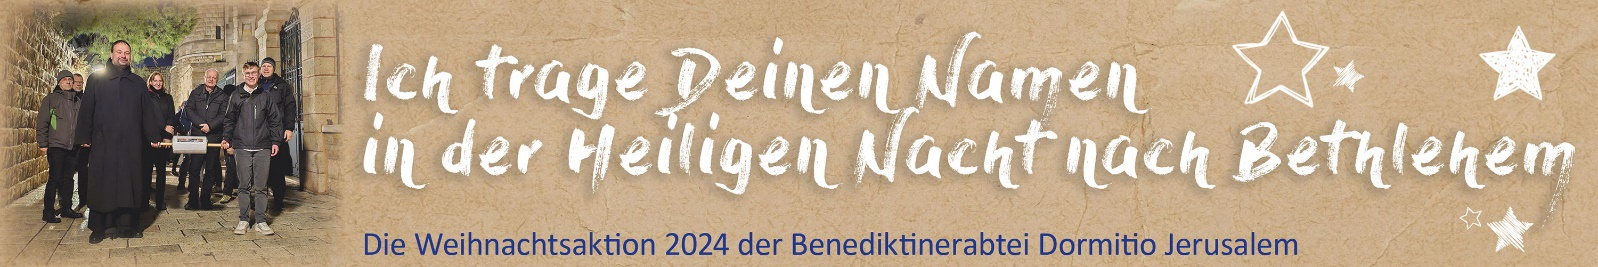 Ich trage Deinen Namen
in der Heiligen Nacht nach Bethlehem
Die Weihnachtsaktion 2024 der Benediktinerabtei Dormitio Jerusalem